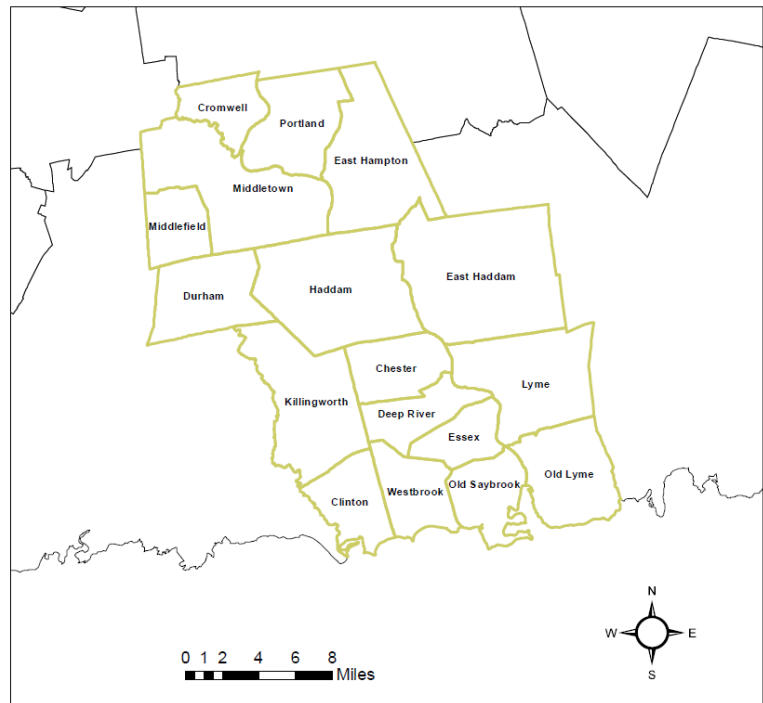 Cromwell
Portland
East Hampton
Middletown
Middlefield
Haddam
East Haddam
Durham
Chester
Lyme
Killingworth
Deep River
Essex
Old Lyme
Old Saybrook
Westbrook
Clinton
N
W E
S
0 1 2 4 6 8
Miles